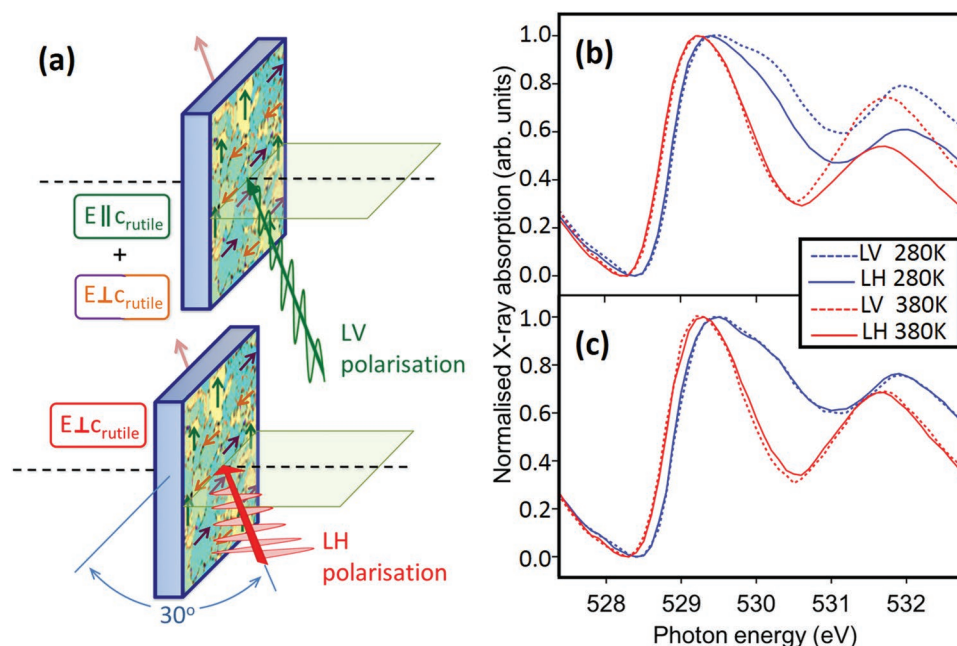 (a)
E || c_rutile
+
E⊥c_rutile
LV
polarisation
E⊥c_rutile
LH
polarisation
30°
Normalised X-ray absorption (arb. units)
(b)
1.0
0.8
0.6
0.4
0.2
0.0
LV 280K
LH 280K
LV 380K
LH 380K
(c)
1.0
0.8
0.6
0.4
0.2
0.0
528 529 530 531 532
Photon energy (eV)